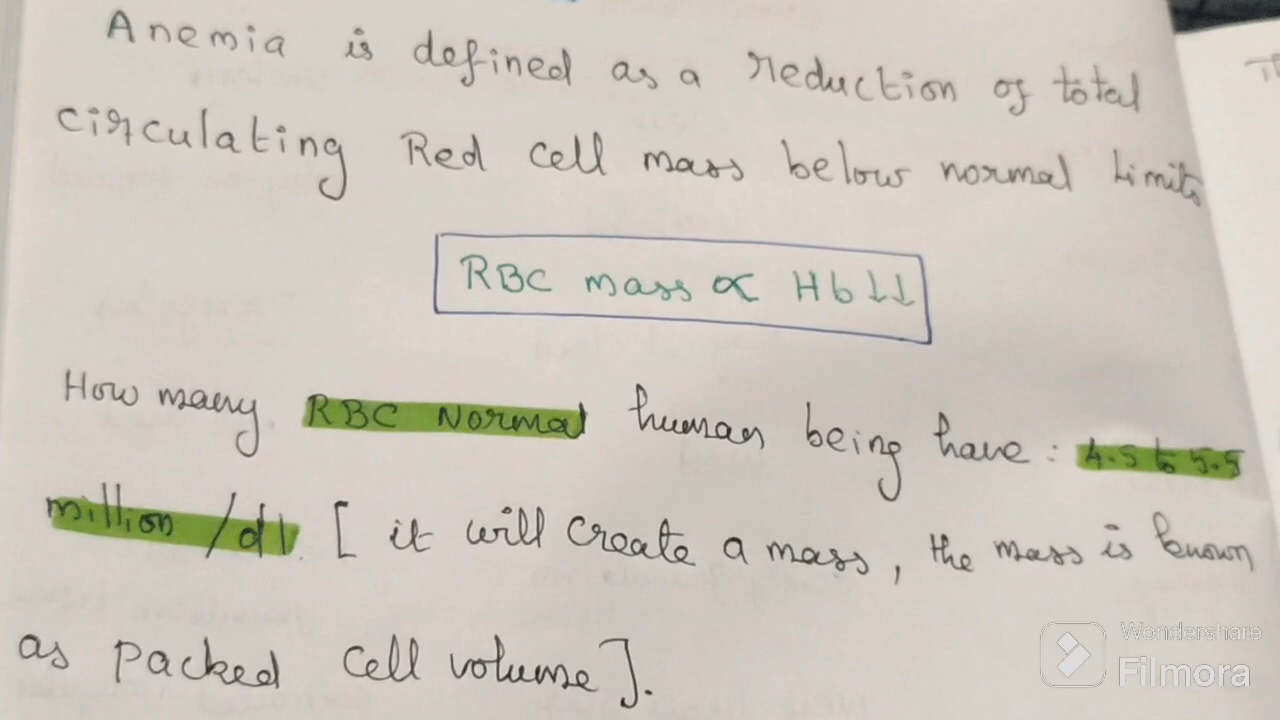 Anemia is defined as a reduction of total
circulating Red cell mass below normal limits
RBC mass ∝ Hb↓↓
How many RBC Normal human being have: 4.5 to 5.5
million /dl. [ it will create a mass, the mass is known
as packed cell volume].
Wondershare
Filmora